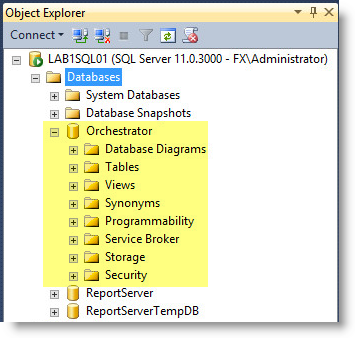 Object Explorer
Connect
LAB1SQL01 (SQL Server 11.0.3000 - FX\Administrator)
Databases
System Databases
Database Snapshots
Orchestrator
Database Diagrams
Tables
Views
Synonyms
Programmability
Service Broker
Storage
Security
ReportServer
ReportServerTempDB